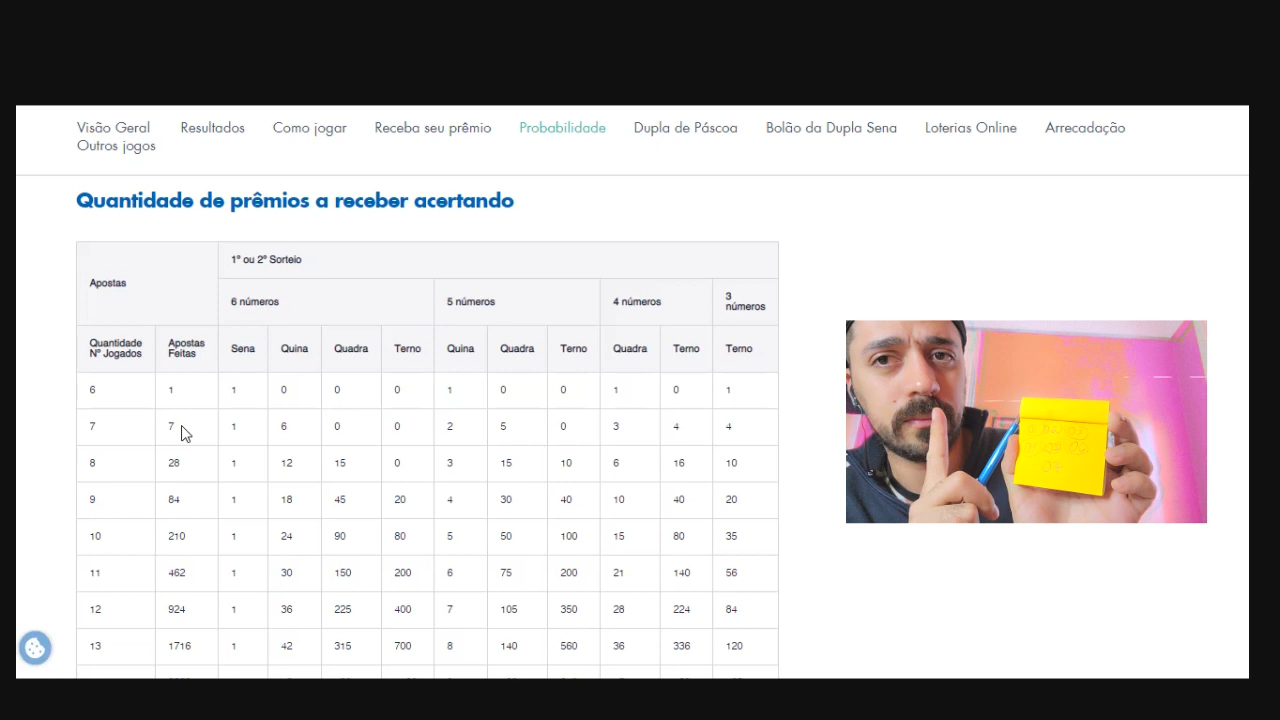 Visão Geral Resultados Como jogar Receba seu prêmio Probabilidade Dupla de Páscoa Bolão da Dupla Sena Loterias Online Arrecadação
Outros jogos
Quantidade de prêmios a receber acertando
Apostas
1º ou 2º Sorteio
6 números 5 números 4 números 3 números
Quantidade Nº Jogados Apostas Feitas Sena Quina Quadra Terno Quina Quadra Terno Quadra Terno Terno
6 1 1 0 0 0 1 0 0 1 0 1
7 7 1 6 0 0 2 5 0 3 4 4
8 28 1 12 15 0 3 15 10 6 16 10
9 84 1 18 45 20 4 30 40 10 40 20
10 210 1 24 90 80 5 50 100 15 80 35
11 462 1 30 150 200 6 75 200 21 140 56
12 924 1 36 225 400 7 105 350 28 224 84
13 1716 1 42 315 700 8 140 560 36 336 120
07